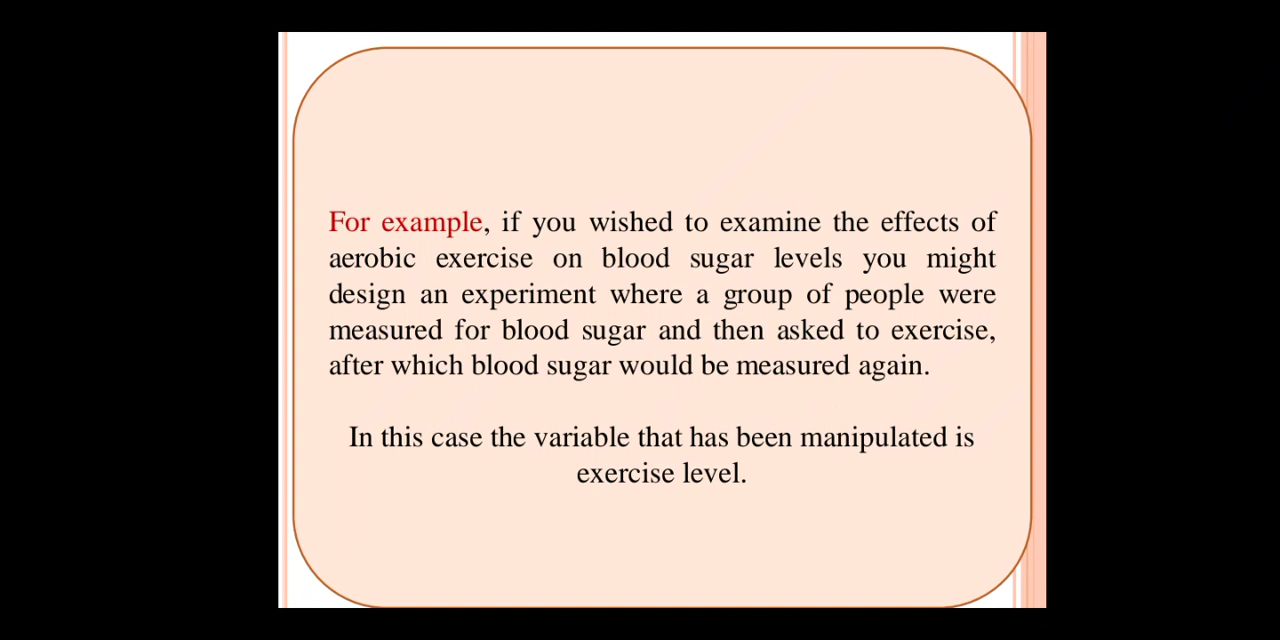 For example, if you wished to examine the effects of
aerobic exercise on blood sugar levels you might
design an experiment where a group of people were
measured for blood sugar and then asked to exercise,
after which blood sugar would be measured again.
In this case the variable that has been manipulated is
exercise level.